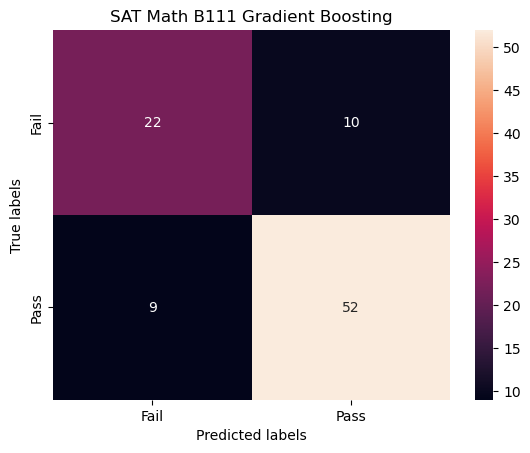 SAT Math B111 Gradient Boosting
True labels
Fail
22
10
Pass
9
52
Fail
Pass
Predicted labels
50
45
40
35
30
25
20
15
10